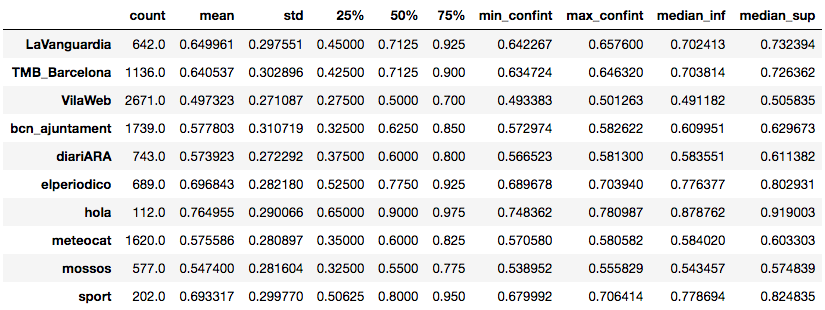 count mean std 25% 50% 75% min_confint max_confint median_inf median_sup
LaVanguardia 642.0 0.649961 0.297551 0.45000 0.7125 0.925 0.642267 0.657600 0.702413 0.732394
TMB_Barcelona 1136.0 0.640537 0.302896 0.42500 0.7125 0.900 0.634724 0.646320 0.703814 0.726362
VilaWeb 2671.0 0.497323 0.271087 0.27500 0.5000 0.700 0.493383 0.501263 0.491182 0.505835
bcn_ajuntament 1739.0 0.577803 0.310719 0.32500 0.6250 0.850 0.572974 0.582622 0.609951 0.629673
diariARA 743.0 0.573923 0.272292 0.37500 0.6000 0.800 0.566523 0.581300 0.583551 0.611382
elperiodico 689.0 0.696843 0.282180 0.52500 0.7750 0.925 0.689678 0.703940 0.776377 0.802931
hola 112.0 0.764955 0.290066 0.65000 0.9000 0.975 0.748362 0.780987 0.878762 0.919003
meteocat 1620.0 0.575586 0.280897 0.35000 0.6000 0.825 0.570580 0.580582 0.584020 0.603303
mossos 577.0 0.547400 0.281604 0.32500 0.5500 0.775 0.538952 0.555829 0.543457 0.574839
sport 202.0 0.693317 0.299770 0.50625 0.8000 0.950 0.679992 0.706414 0.778694 0.824835